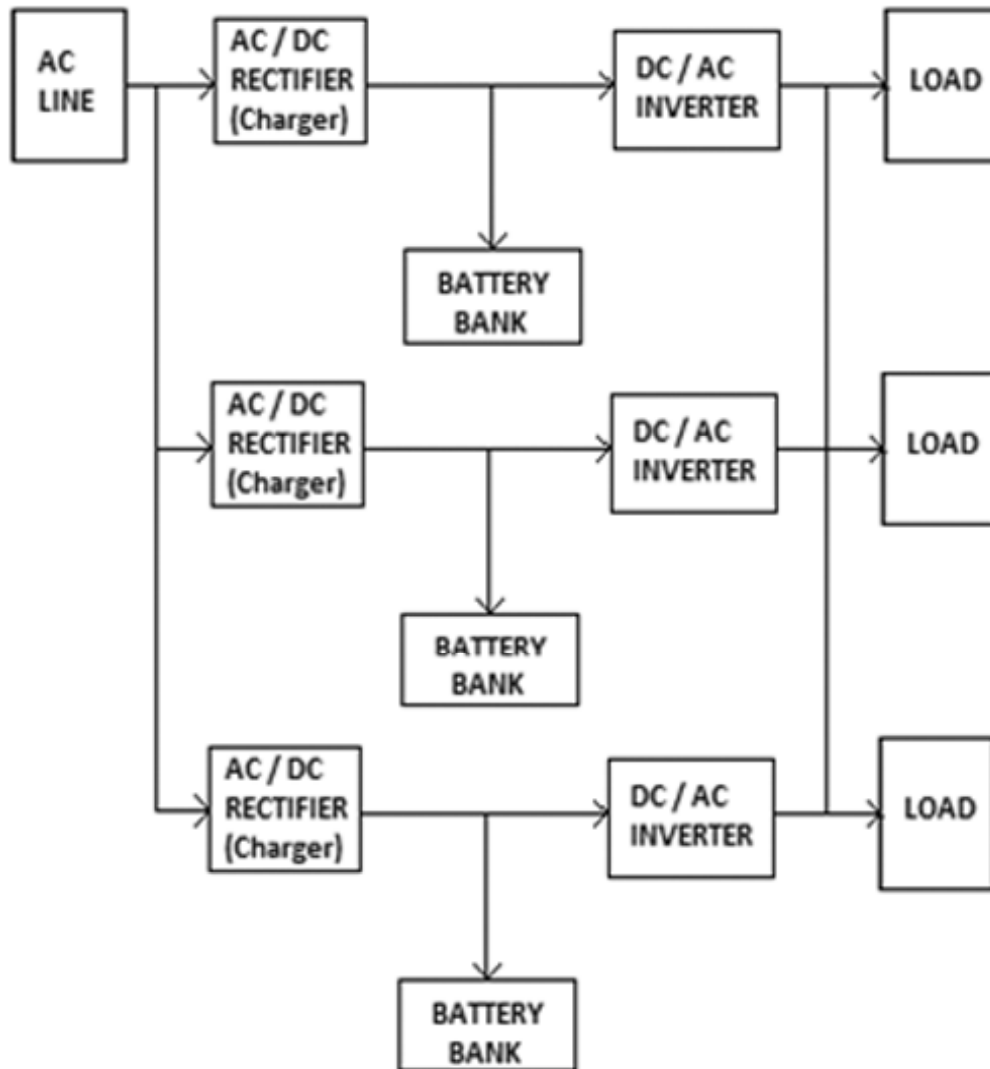 AC
LINE
AC / DC
RECTIFIER
(Charger)
DC / AC
INVERTER
LOAD
BATTERY
BANK
AC / DC
RECTIFIER
(Charger)
DC / AC
INVERTER
LOAD
BATTERY
BANK
AC / DC
RECTIFIER
(Charger)
DC / AC
INVERTER
LOAD
BATTERY
BANK